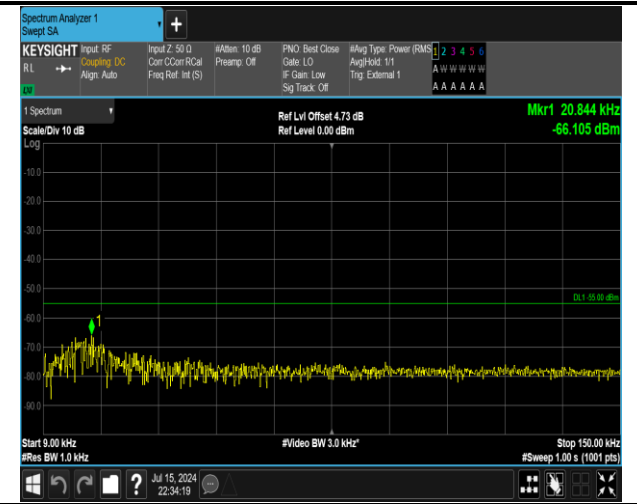 Spectrum Analyzer 1
Swept SA
+
KEYSIGHT Input: RF Input Z: 50 Ω #Atten: 10 dB PNO: Best Close #Avg Type: Power (RMS 1 2 3 4 5 6
RL Coupling: DC Corr CCorr RCal Preamp: Off Gate: LO Avg|Hold: 1/1 A W W W W W
Align: Auto Freq Ref: Int (S) IF Gain: Low Trig: External 1
Sig Track: Off A A A A A A
1 Spectrum Ref Lvl Offset 4.73 dB Mkr1 20.844 kHz
Scale/Div 10 dB Ref Level 0.00 dBm -66.105 dBm
Log
-10.0
-20.0
-30.0
-40.0
-50.0
DL1 -55.00 dBm
-60.0
1
-70.0
-80.0
-90.0
Start 9.00 kHz #Video BW 3.0 kHz* Stop 150.00 kHz
#Res BW 1.0 kHz #Sweep 1.00 s (1001 pts)
? Jul 15, 2024
22:34:19